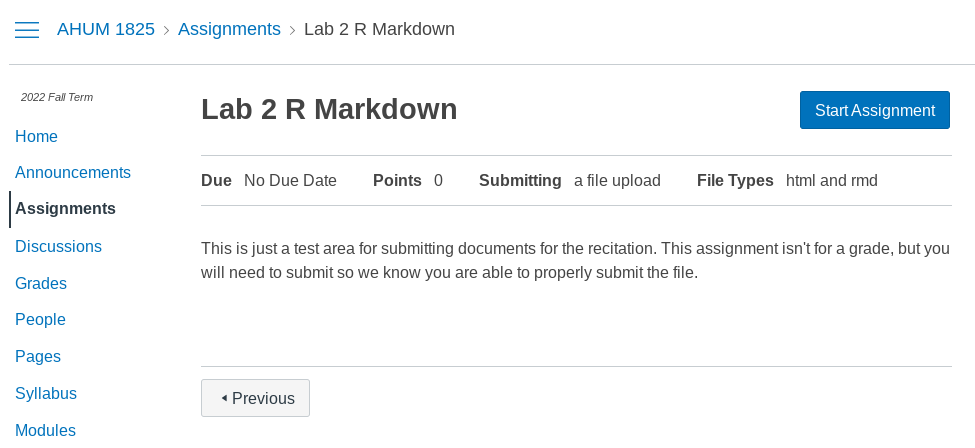 AHUM 1825 > Assignments > Lab 2 R Markdown
2022 Fall Term
Home
Announcements
Assignments
Discussions
Grades
People
Pages
Syllabus
Modules
Lab 2 R Markdown
Start Assignment
Due No Due Date Points 0 Submitting a file upload File Types html and rmd
This is just a test area for submitting documents for the recitation. This assignment isn't for a grade, but you
will need to submit so we know you are able to properly submit the file.
Previous